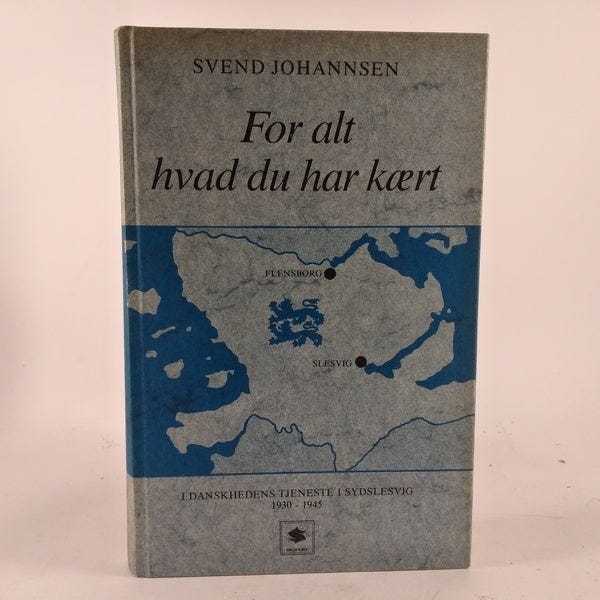 SVEND JOHANNSEN
For alt
hvad du har kært
FLENSBORG
SLESVIG
I DANSKHEDENS TJENESTE I SYDSLESVIG
1930 - 1945